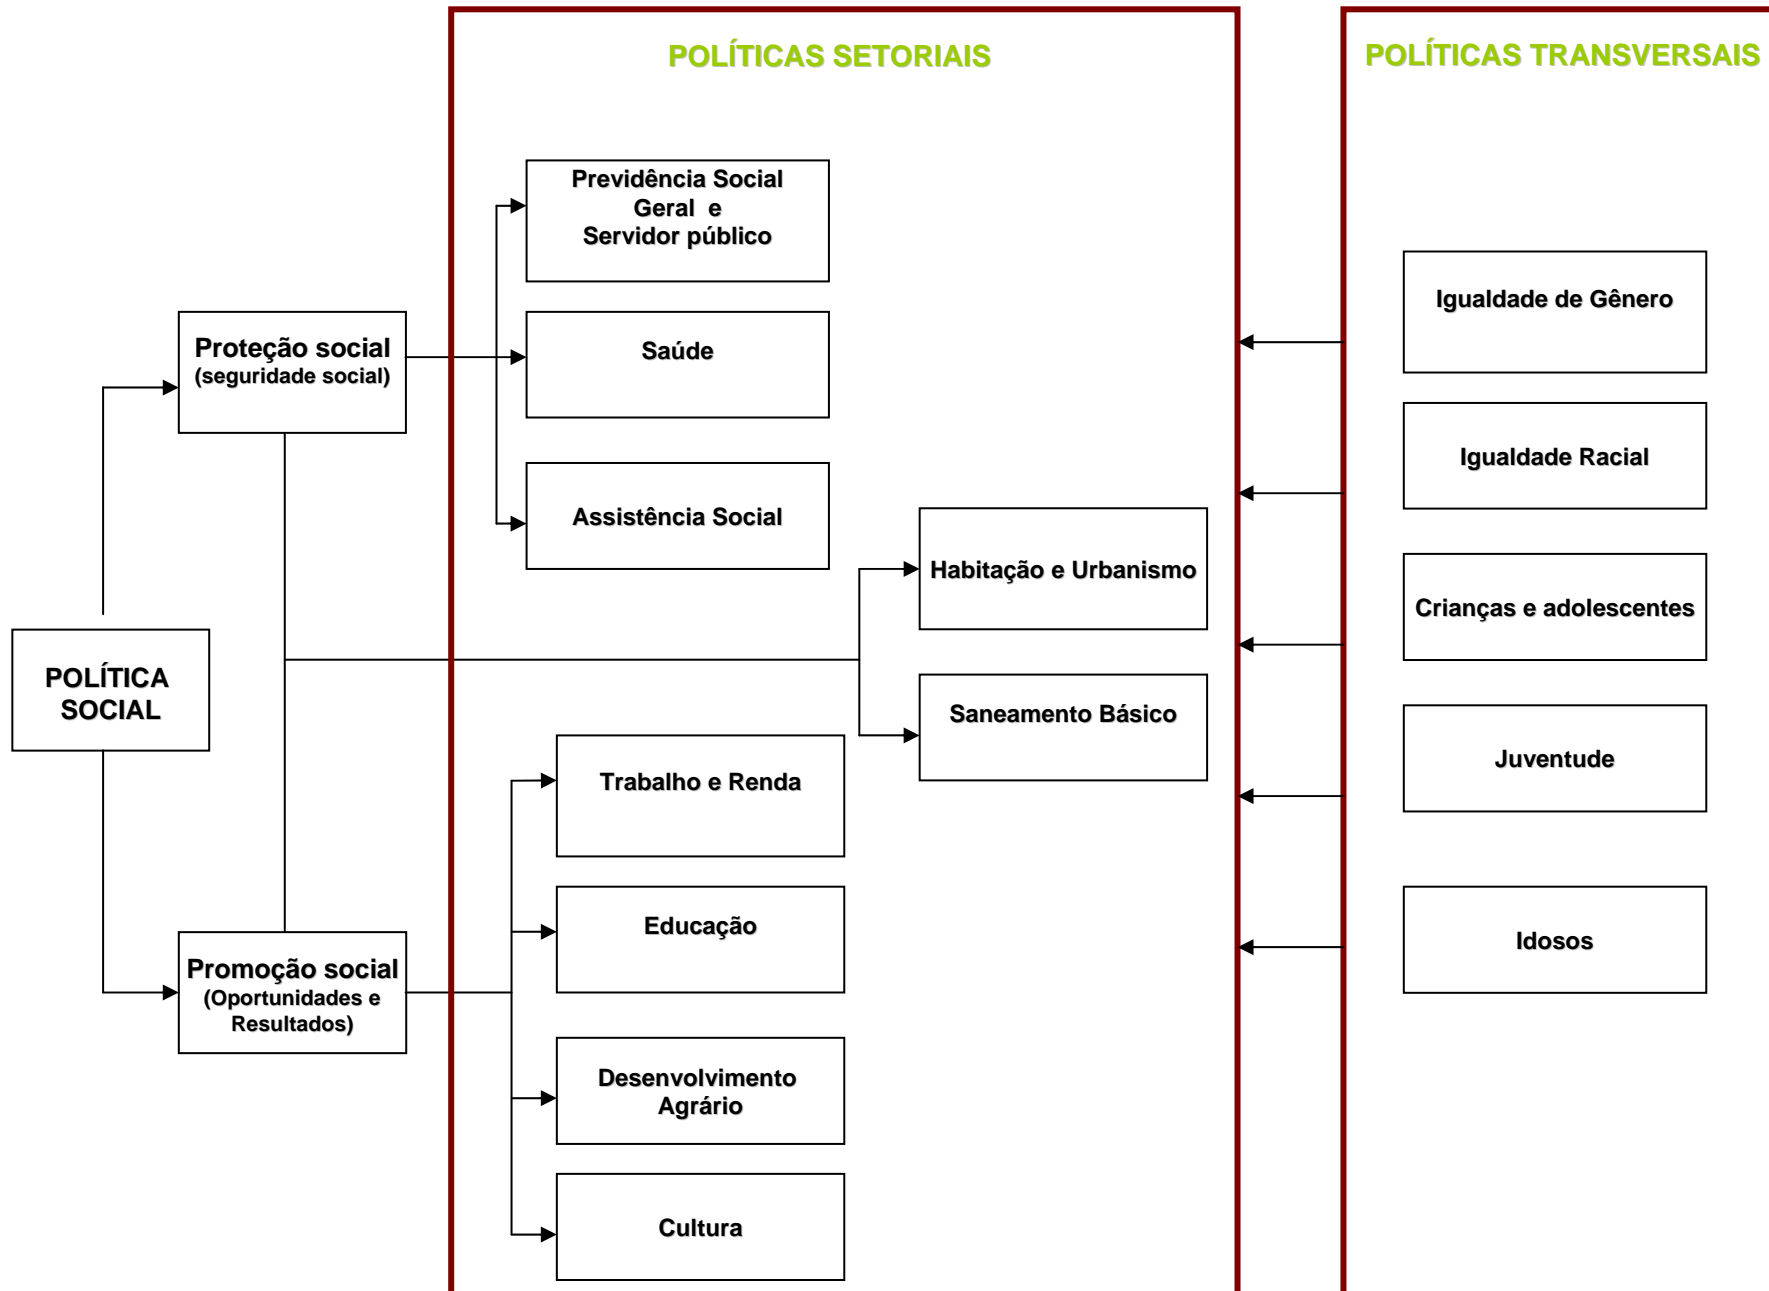 POLÍTICAS SETORIAIS
POLÍTICAS TRANSVERSAIS
Previdência Social
Geral e
Servidor público
Igualdade de Gênero
Proteção social
(seguridade social)
Saúde
Igualdade Racial
Assistência Social
Habitação e Urbanismo
Crianças e adolescentes
POLÍTICA
SOCIAL
Saneamento Básico
Trabalho e Renda
Juventude
Educação
Idosos
Promoção social
(Oportunidades e
Resultados)
Desenvolvimento
Agrário
Cultura